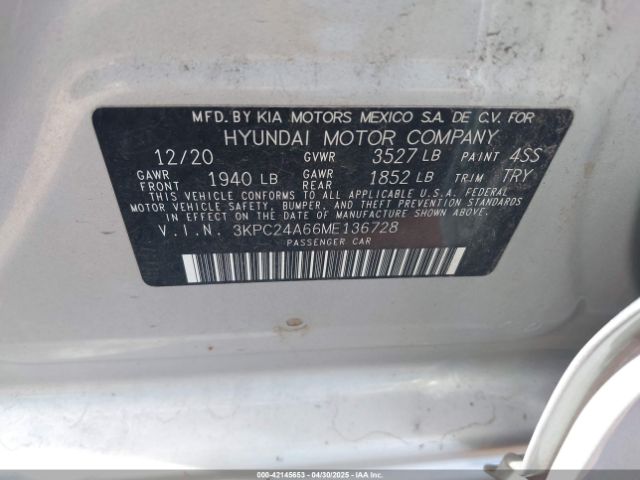 MFD. BY KIA MOTORS MEXICO S.A. DE C.V. FOR
HYUNDAI MOTOR COMPANY
12/20 GVWR 3527 LB PAINT 4SS
GAWR FRONT 1940 LB GAWR REAR 1852 LB TRIM TRY
THIS VEHICLE CONFORMS TO ALL APPLICABLE U.S.A. FEDERAL
MOTOR VEHICLE SAFETY, BUMPER, AND THEFT PREVENTION STANDARDS
IN EFFECT ON THE DATE OF MANUFACTURE SHOWN ABOVE.
V.I.N. 3KPC24A66ME136728
PASSENGER CAR
000-42145653 - 04/30/2025 - IAAI.COM